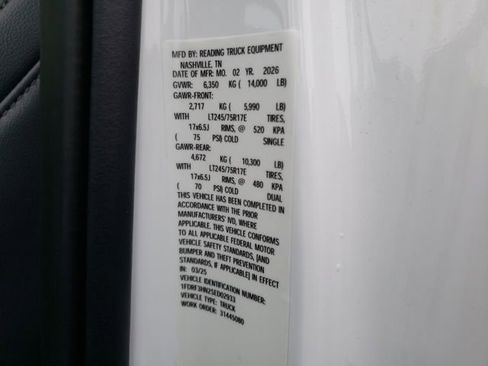 MFD BY: READING TRUCK EQUIPMENT
NASHVILLE, TN
DATE OF MFR: MO. 02 YR. 2026
GVWR: 6,350 KG ( 14,000 LB)
GAWR-FRONT:
2,717 KG ( 5,990 LB)
WITH LT245/75R17E TIRES,
17x6.5J RIMS, @ 520 KPA
( 75 PSI) COLD SINGLE
GAWR-REAR:
4,672 KG ( 10,300 LB)
WITH LT245/75R17E TIRES,
17x6.5J RIMS, @ 480 KPA
( 70 PSI) COLD DUAL
THIS VEHICLE HAS BEEN COMPLETED IN
ACCORDANCE WITH THE PRIOR
MANUFACTURERS' IVD, WHERE
APPLICABLE. THIS VEHICLE CONFORMS
TO ALL APPLICABLE FEDERAL MOTOR
VEHICLE SAFETY STANDARDS, [AND
BUMPER AND THEFT PREVENTION
STANDARDS, IF APPLICABLE] IN EFFECT
IN: 03/25
VEHICLE IDENTIFICATION NUMBER:
1FDRF3HN2SED02933
VEHICLE TYPE: TRUCK
WORK ORDER: 31445080